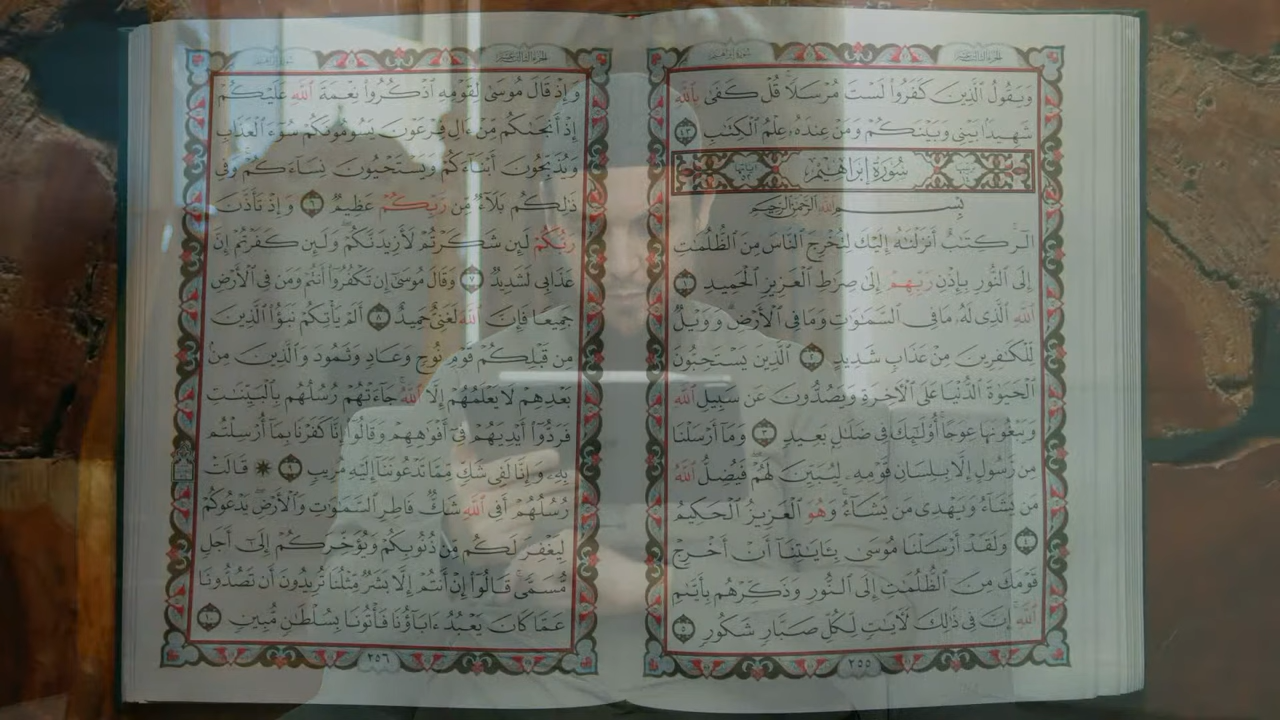 وَيَقُولُ ٱلَّذِينَ كَفَرُوا۟ لَسْتَ مُرْسَلًا ۚ قُلْ كَفَىٰ بِٱللَّهِ
شَهِيدًۢا بَيْنِى وَبَيْنَكُمْ وَمَنْ عِندَهُۥ عِلْمُ ٱلْكِتَٰبِ ٤٣
سُورَةُ إِبْرَاهِيم
بِسْمِ ٱللَّهِ ٱلرَّحْمَٰنِ ٱلرَّحِيمِ
الٓر ۚ كِتَٰبٌ أَنزَلْنَٰهُ إِلَيْكَ لِتُخْرِجَ ٱلنَّاسَ مِنَ ٱلظُّلُمَٰتِ
إِلَى ٱلنُّورِ بِإِذْنِ رَبِّهِمْ إِلَىٰ صِرَٰطِ ٱلْعَزِيزِ ٱلْحَمِيدِ ١
ٱللَّهِ ٱلَّذِى لَهُۥ مَا فِى ٱلسَّمَٰوَٰتِ وَمَا فِى ٱلْأَرْضِ ۗ وَوَيْلٌ
لِّلْكَٰفِرِينَ مِنْ عَذَابٍ شَدِيدٍ ٢ ٱلَّذِينَ يَسْتَحِبُّونَ
ٱلْحَيَوٰةَ ٱلدُّنْيَا عَلَى ٱلْءَاخِرَةِ وَيَصُدُّونَ عَن سَبِيلِ ٱللَّهِ
وَيَبْغُونَهَا عِوَجًا ۚ أُو۟لَٰٓئِكَ فِى ضَلَٰلٍۭ بَعِيدٍ ٣ وَمَآ أَرْسَلْنَا
مِن رَّسُولٍ إِلَّا بِلِسَانِ قَوْمِهِۦ لِيُبَيِّنَ لَهُمْ ۖ فَيُضِلُّ ٱللَّهُ
مَن يَشَآءُ وَيَهْدِى مَن يَشَآءُ ۚ وَهُوَ ٱلْعَزِيزُ ٱلْحَكِيمُ
٤ وَلَقَدْ أَرْسَلْنَا مُوسَىٰ بِـَٔايَٰتِنَآ أَنْ أَخْرِجْ
قَوْمَكَ مِنَ ٱلظُّلُمَٰتِ إِلَى ٱلنُّورِ وَذَكِّرْهُم بِأَيَّىٰمِ
ٱللَّهِ ۚ إِنَّ فِى ذَٰلِكَ لَءَايَٰتٍ لِّكُلِّ صَبَّارٍ شَكُورٍ ٥
٢٥٥
وَإِذْ قَالَ مُوسَىٰ لِقَوْمِهِ ٱذْكُرُوا۟ نِعْمَةَ ٱللَّهِ عَلَيْكُمْ
إِذْ أَنجَىٰكُم مِّنْ ءَالِ فِرْعَوْنَ يَسُومُونَكُمْ سُوٓءَ ٱلْعَذَابِ
وَيُذَبِّحُونَ أَبْنَآءَكُمْ وَيَسْتَحْيُونَ نِسَآءَكُمْ ۚ وَفِى
ذَٰلِكُم بَلَآءٌ مِّن رَّبِّكُمْ عَظِيمٌ ٦ وَإِذْ تَأَذَّنَ
رَبُّكُمْ لَئِن شَكَرْتُمْ لَأَزِيدَنَّكُمْ ۖ وَلَئِن كَفَرْتُمْ إِنَّ
عَذَابِى لَشَدِيدٌ ٧ وَقَالَ مُوسَىٰٓ إِن تَكْفُرُوٓا۟ أَنتُمْ وَمَن فِى ٱلْأَرْضِ
جَمِيعًا فَإِنَّ ٱللَّهَ لَغَنِىٌّ حَمِيدٌ ٨ أَلَمْ يَأْتِكُمْ نَبَؤُا۟ ٱلَّذِينَ
مِن قَبْلِكُمْ قَوْمِ نُوحٍ وَعَادٍ وَثَمُودَ ۛ وَٱلَّذِينَ مِنۢ
بَعْدِهِمْ ۛ لَا يَعْلَمُهُمْ إِلَّا ٱللَّهُ ۚ جَآءَتْهُمْ رُسُلُهُم بِٱلْبَيِّنَٰتِ
فَرَدُّوٓا۟ أَيْدِيَهُمْ فِىٓ أَفْوَٰهِهِمْ وَقَالُوٓا۟ إِنَّا كَفَرْنَا بِمَآ أُرْسِلْتُم
بِهِۦ وَإِنَّا لَفِى شَكٍّ مِّمَّا تَدْعُونَنَآ إِلَيْهِ مُرِيبٍ ٩ ۞ قَالَتْ
رُسُلُهُمْ أَفِى ٱللَّهِ شَكٌّ فَاطِرِ ٱلسَّمَٰوَٰتِ وَٱلْأَرْضِ ۖ يَدْعُوكُمْ
لِيَغْفِرَ لَكُم مِّن ذُنُوبِكُمْ وَيُؤَخِّرَكُمْ إِلَىٰٓ أَجَلٍ
مُّسَمًّى ۚ قَالُوٓا۟ إِنْ أَنتُمْ إِلَّا بَشَرٌ مِّثْلُنَا تُرِيدُونَ أَن تَصُدُّونَا
عَمَّا كَانَ يَعْبُدُ ءَابَآؤُنَا فَأْتُونَا بِسُلْطَٰنٍ مُّبِينٍ ١٠
٢٥٦